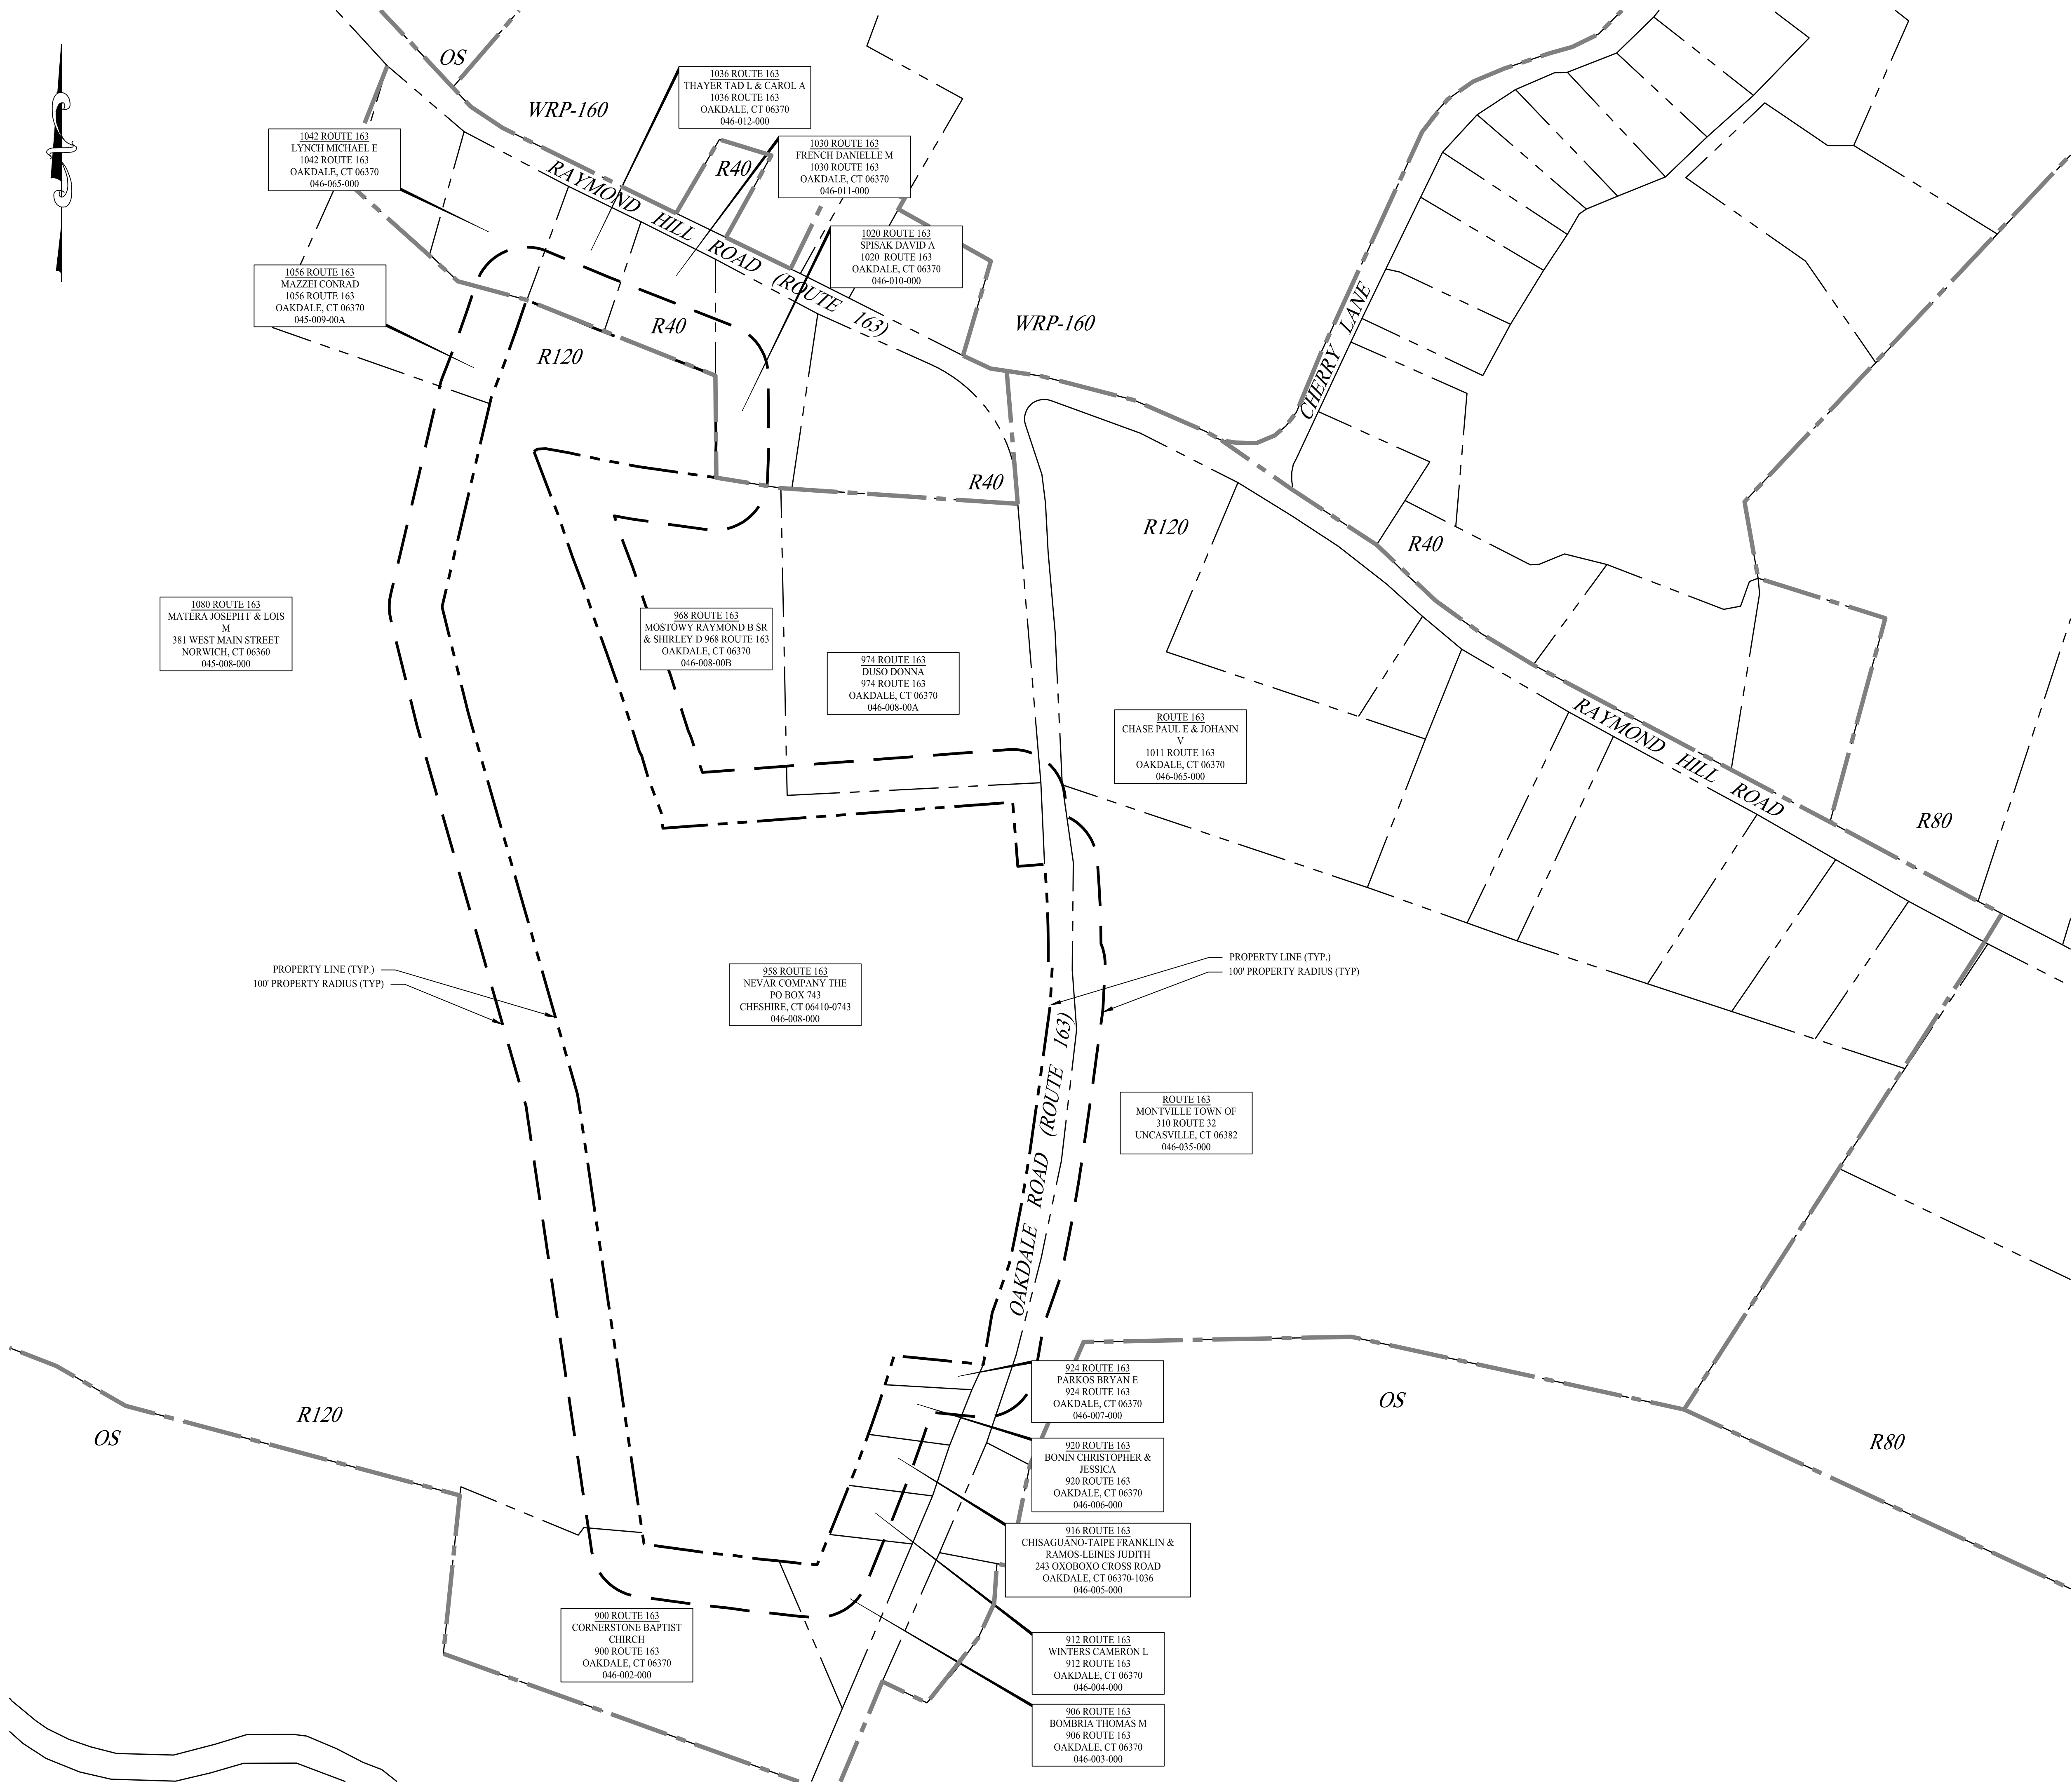 OS
WRP-160
1036 ROUTE 163
THAYER TAD L & CAROL A
1036 ROUTE 163
OAKDALE, CT 06370
046-012-000
1042 ROUTE 163
LYNCH MICHAEL E
1042 ROUTE 163
OAKDALE, CT 06370
046-065-000
R40
1030 ROUTE 163
FRENCH DANIELLE M
1030 ROUTE 163
OAKDALE, CT 06370
046-011-000
RAYMOND HILL ROAD (ROUTE 163)
1020 ROUTE 163
SPISAK DAVID A
1020 ROUTE 163
OAKDALE, CT 06370
046-010-000
1056 ROUTE 163
MAZZEI CONRAD
1056 ROUTE 163
OAKDALE, CT 06370
045-009-00A
R120
R40
WRP-160
CHERRY LANE
R40
R120
R40
1080 ROUTE 163
MATERA JOSEPH F & LOIS
M
381 WEST MAIN STREET
NORWICH, CT 06360
045-008-000
968 ROUTE 163
MOSTOWY RAYMOND B SR
& SHIRLEY D 968 ROUTE 163
OAKDALE, CT 06370
046-008-00B
974 ROUTE 163
DUSO DONNA
974 ROUTE 163
OAKDALE, CT 06370
046-008-00A
ROUTE 163
CHASE PAUL E & JOHANN
V
1011 ROUTE 163
OAKDALE, CT 06370
046-065-000
RAYMOND HILL ROAD
R80
PROPERTY LINE (TYP.)
100' PROPERTY RADIUS (TYP)
958 ROUTE 163
NEVAR COMPANY THE
PO BOX 743
CHESHIRE, CT 06410-0743
046-008-000
PROPERTY LINE (TYP.)
100' PROPERTY RADIUS (TYP)
OAKDALE ROAD (ROUTE 163)
ROUTE 163
MONTVILLE TOWN OF
310 ROUTE 32
UNCASVILLE, CT 06382
046-035-000
R120
OS
924 ROUTE 163
PARKOS BRYAN E
924 ROUTE 163
OAKDALE, CT 06370
046-007-000
OS
R80
920 ROUTE 163
BONIN CHRISTOPHER &
JESSICA
920 ROUTE 163
OAKDALE, CT 06370
046-006-000
916 ROUTE 163
CHISAGUANO-TAIPE FRANKLIN &
RAMOS-LEINES JUDITH
243 OXOBOXO CROSS ROAD
OAKDALE, CT 06370-1036
046-005-000
900 ROUTE 163
CORNERSTONE BAPTIST
CHIRCH
900 ROUTE 163
OAKDALE, CT 06370
046-002-000
912 ROUTE 163
WINTERS CAMERON L
912 ROUTE 163
OAKDALE, CT 06370
046-004-000
906 ROUTE 163
BOMBRIA THOMAS M
906 ROUTE 163
OAKDALE, CT 06370
046-003-000